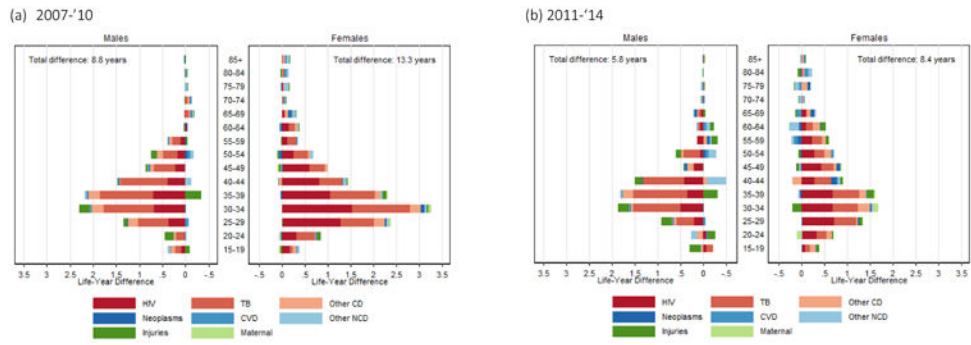 (a) 2007-'10
Males
Females
Total difference: 8.8 years
Total difference: 13.3 years
85+
80-84
75-79
70-74
65-69
60-64
55-59
50-54
45-49
40-44
35-39
30-34
25-29
20-24
15-19
3.5 3 2.5 2 1.5 1 .5 0 -.5
-.5 0 .5 1 1.5 2 2.5 3 3.5
Life-Year Difference
HIV TB Other CD
Neoplasms CVD Other NCD
Injuries Maternal
(b) 2011-'14
Males
Females
Total difference: 5.8 years
Total difference: 8.4 years
85+
80-84
75-79
70-74
65-69
60-64
55-59
50-54
45-49
40-44
35-39
30-34
25-29
20-24
15-19
3.5 3 2.5 2 1.5 1 .5 0 -.5
-.5 0 .5 1 1.5 2 2.5 3 3.5
Life-Year Difference
HIV TB Other CD
Neoplasms CVD Other NCD
Injuries Maternal